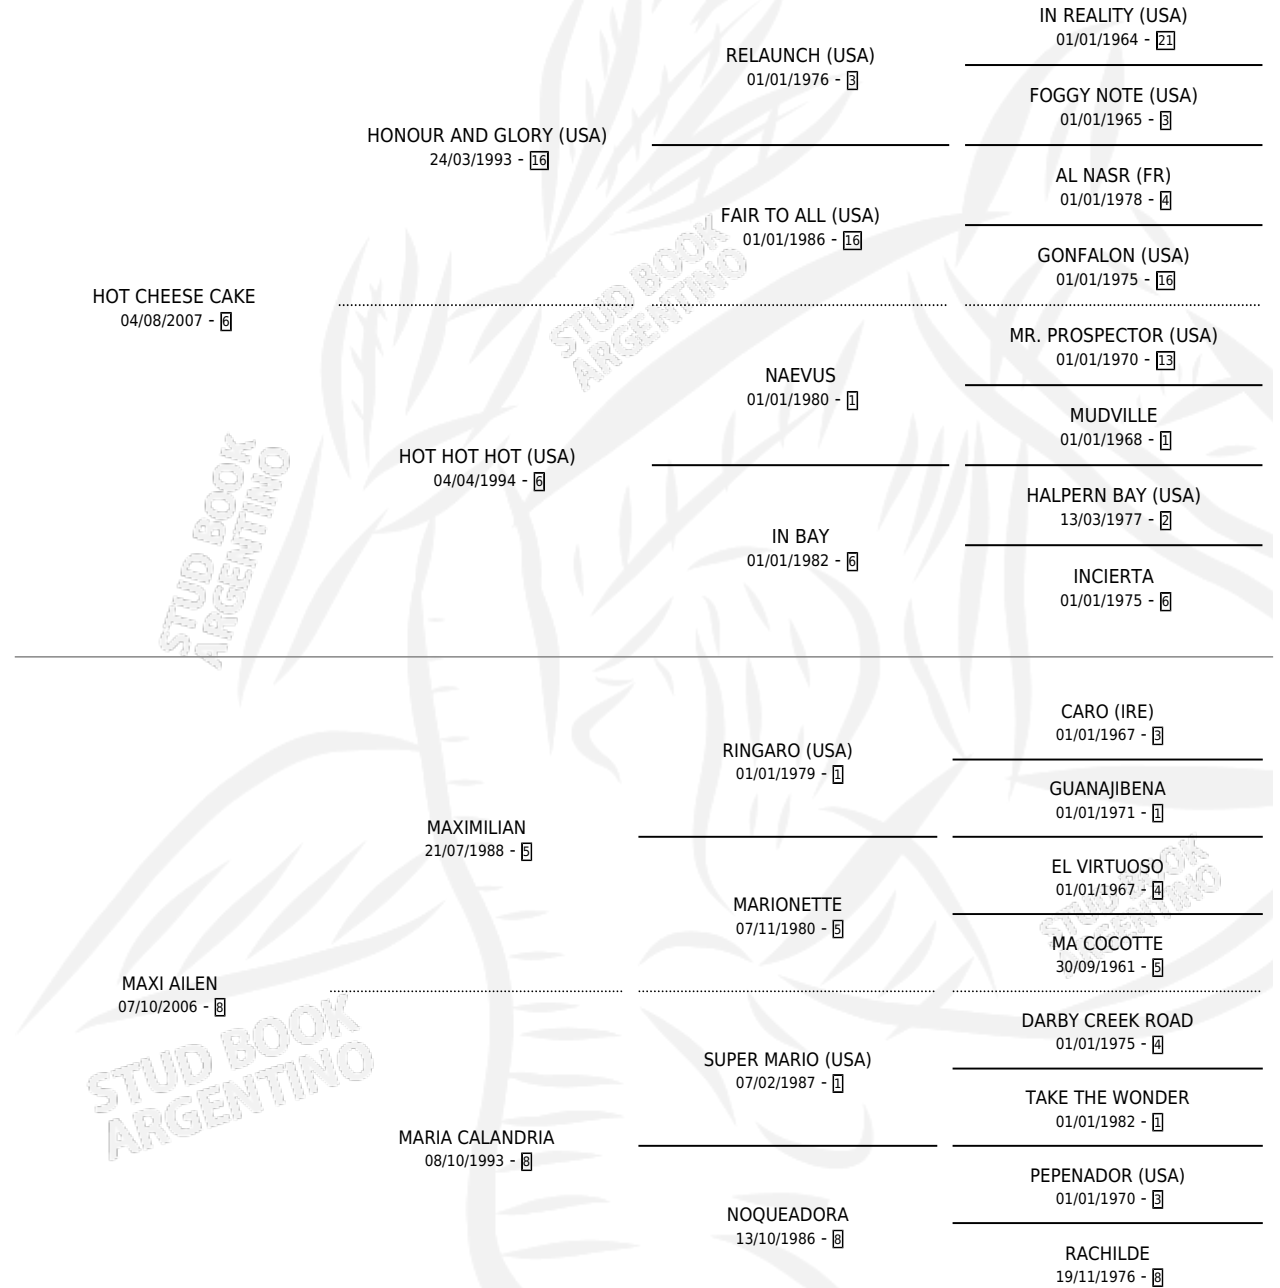 IN REALITY (USA)
01/01/1964 - 21
RELAUNCH (USA)
01/01/1976 - 3
FOGGY NOTE (USA)
01/01/1965 - 3
HONOUR AND GLORY (USA)
24/03/1993 - 16
AL NASR (FR)
01/01/1978 - 4
FAIR TO ALL (USA)
01/01/1986 - 16
GONFALON (USA)
01/01/1975 - 16
HOT CHEESE CAKE
04/08/2007 - 6
STUD BOOK
ARGENTINO
MR. PROSPECTOR (USA)
01/01/1970 - 13
NAEVUS
01/01/1980 - 1
MUDVILLE
01/01/1968 - 1
HOT HOT HOT (USA)
04/04/1994 - 6
HALPERN BAY (USA)
13/03/1977 - 2
IN BAY
01/01/1982 - 6
INCIERTA
01/01/1975 - 6
STUD BOOK
ARGENTINO
CARO (IRE)
01/01/1967 - 3
RINGARO (USA)
01/01/1979 - 1
GUANAJIBENA
01/01/1971 - 1
MAXIMILIAN
21/07/1988 - 5
EL VIRTUOSO
01/01/1967 - 4
MARIONETTE
07/11/1980 - 5
STUD BOOK
ARGENTINO
MA COCOTTE
30/09/1961 - 5
MAXI AILEN
07/10/2006 - 8
DARBY CREEK ROAD
01/01/1975 - 4
SUPER MARIO (USA)
07/02/1987 - 1
STUD BOOK
ARGENTINO
TAKE THE WONDER
01/01/1982 - 1
MARIA CALANDRIA
08/10/1993 - 8
PEPENADOR (USA)
01/01/1970 - 3
NOQUEADORA
13/10/1986 - 8
RACHILDE
19/11/1976 - 8